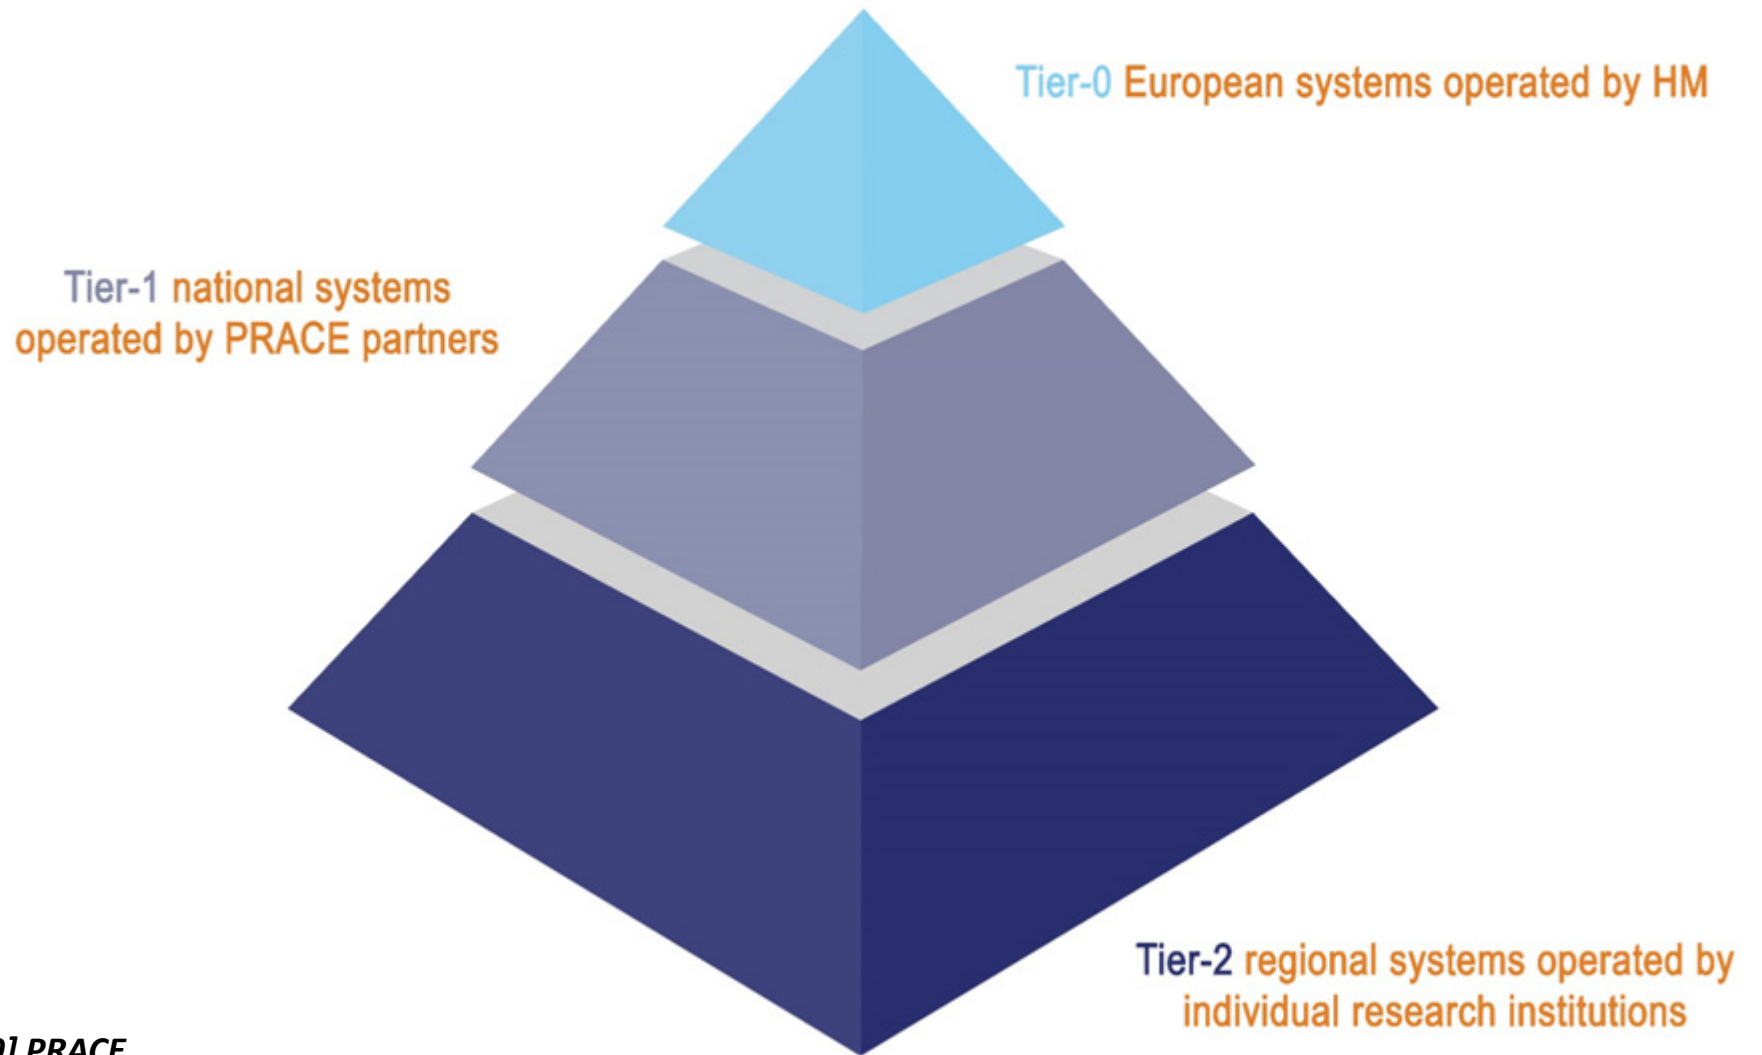 Tier-0 European systems operated by HM
Tier-1 national systems
operated by PRACE partners
Tier-2 regional systems operated by
individual research institutions
] PRACE